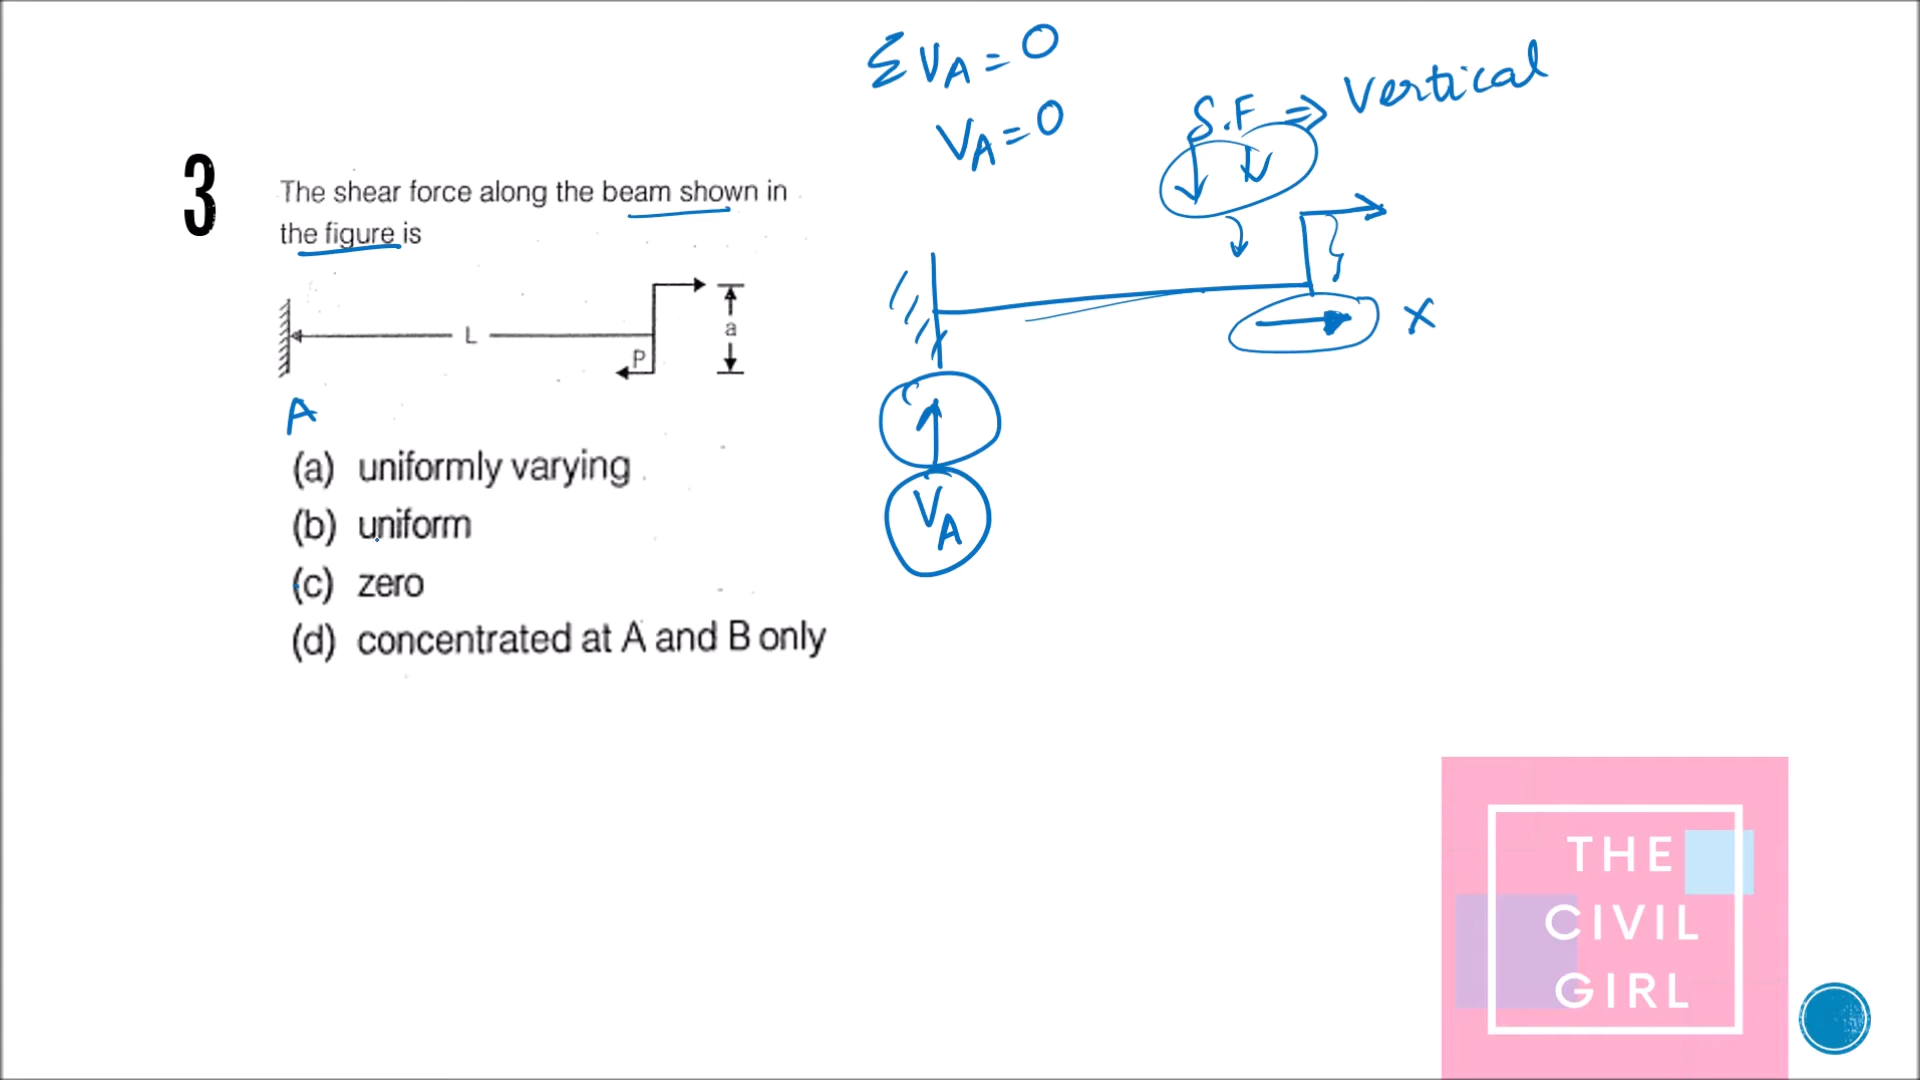 Σ VA = 0
VA = 0
S.F ⇒ Vertical
3
The shear force along the beam shown in
the figure is
L
a
P
X
A
VA
(a) uniformly varying
(b) uniform
(c) zero
(d) concentrated at A and B only
THE
CIVIL
GIRL